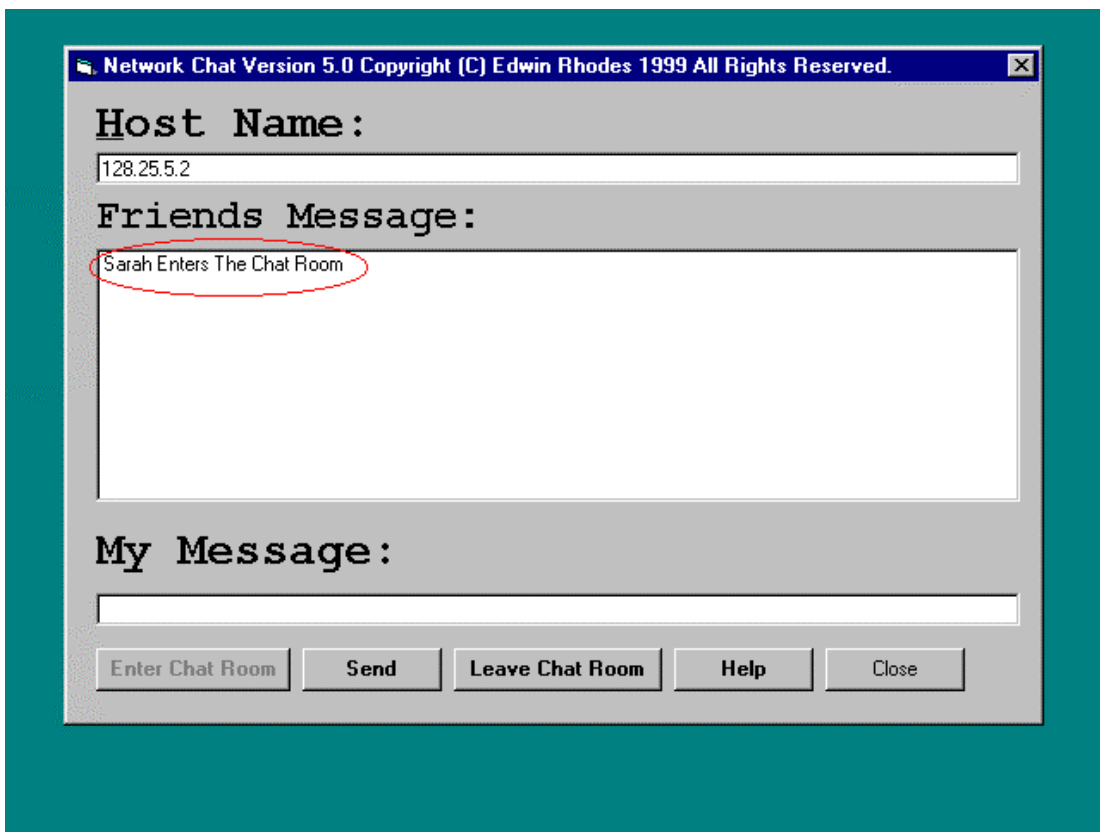 Network Chat Version 5.0 Copyright (C) Edwin Rhodes 1999 All Rights Reserved.
Host Name:
128.25.5.2
Friends Message:
Sarah Enters The Chat Room
My Message:
Enter Chat Room Send Leave Chat Room Help Close